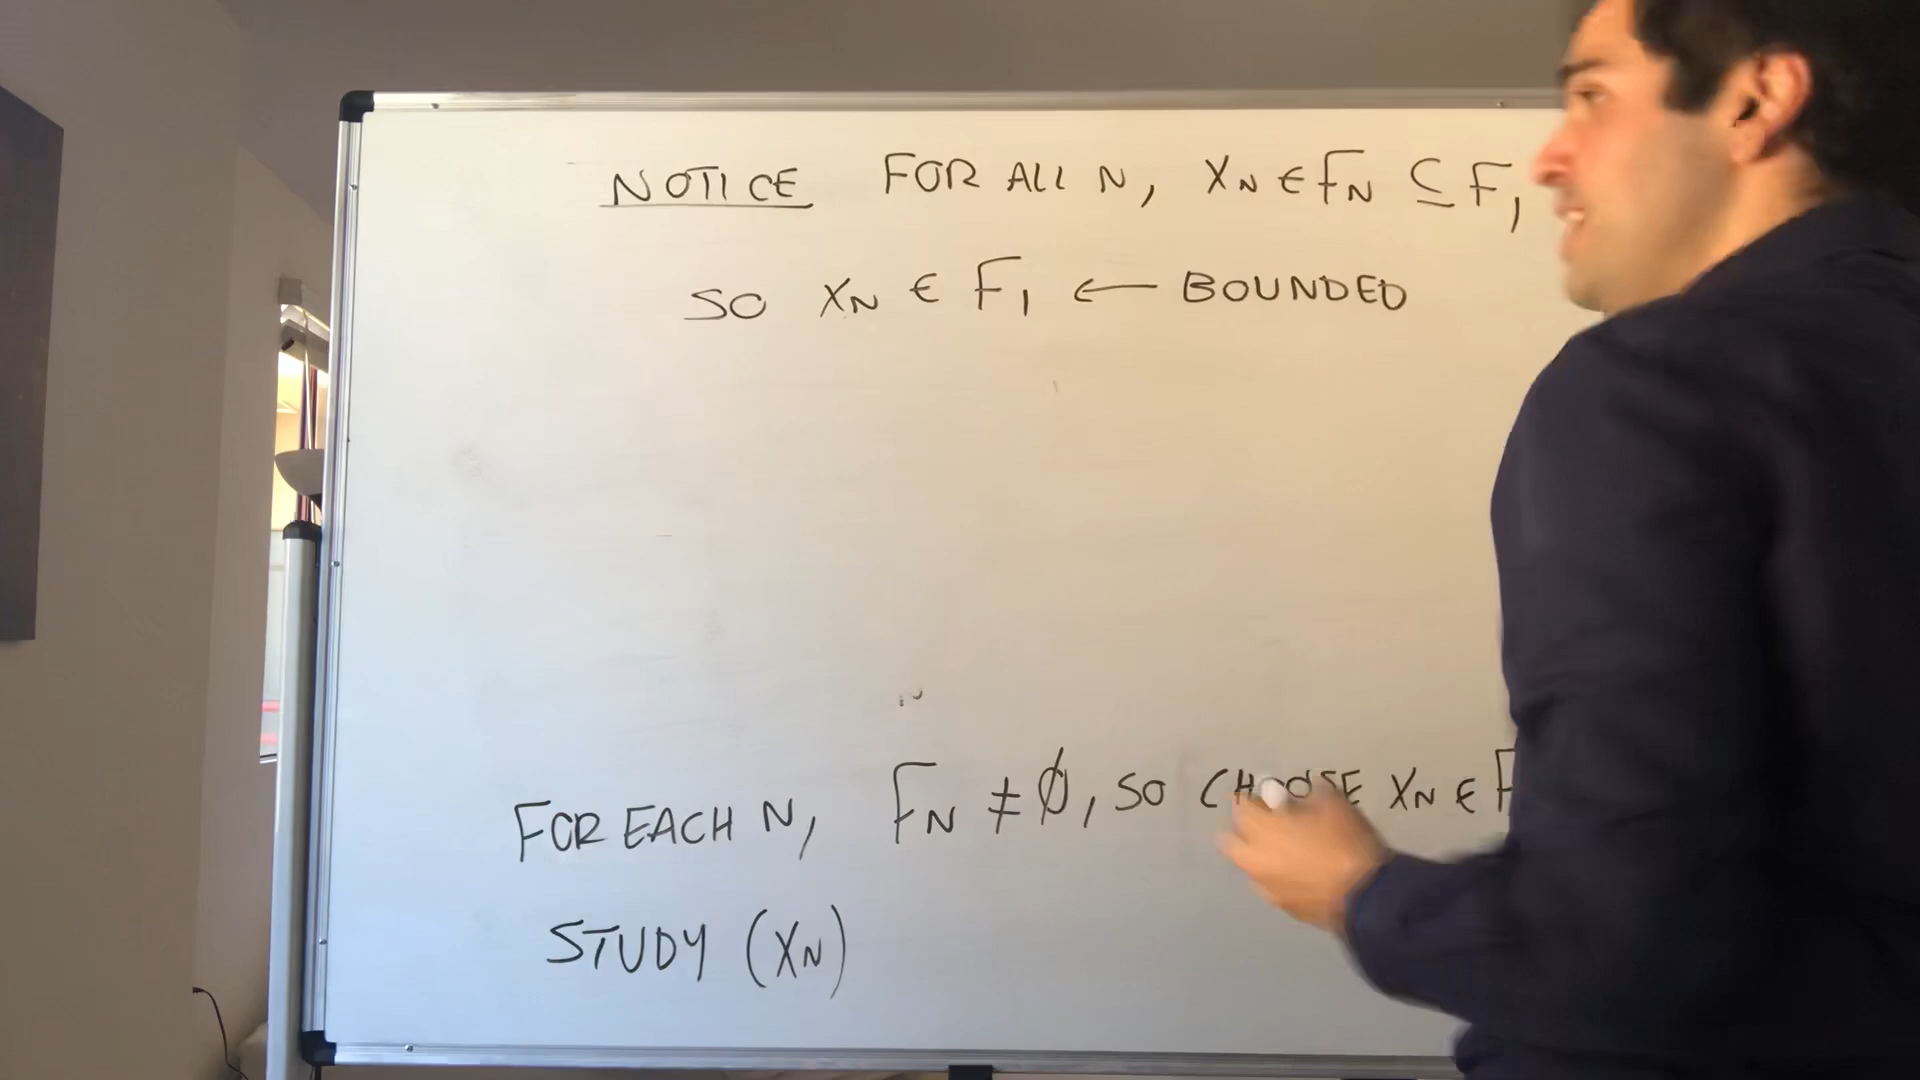 NOTICE FOR ALL N, XN ∈ FN ⊆ F1
SO XN ∈ F1 ← BOUNDED
FOR EACH N, FN ≠ ∅, SO CHOOSE XN ∈ F
STUDY (XN)